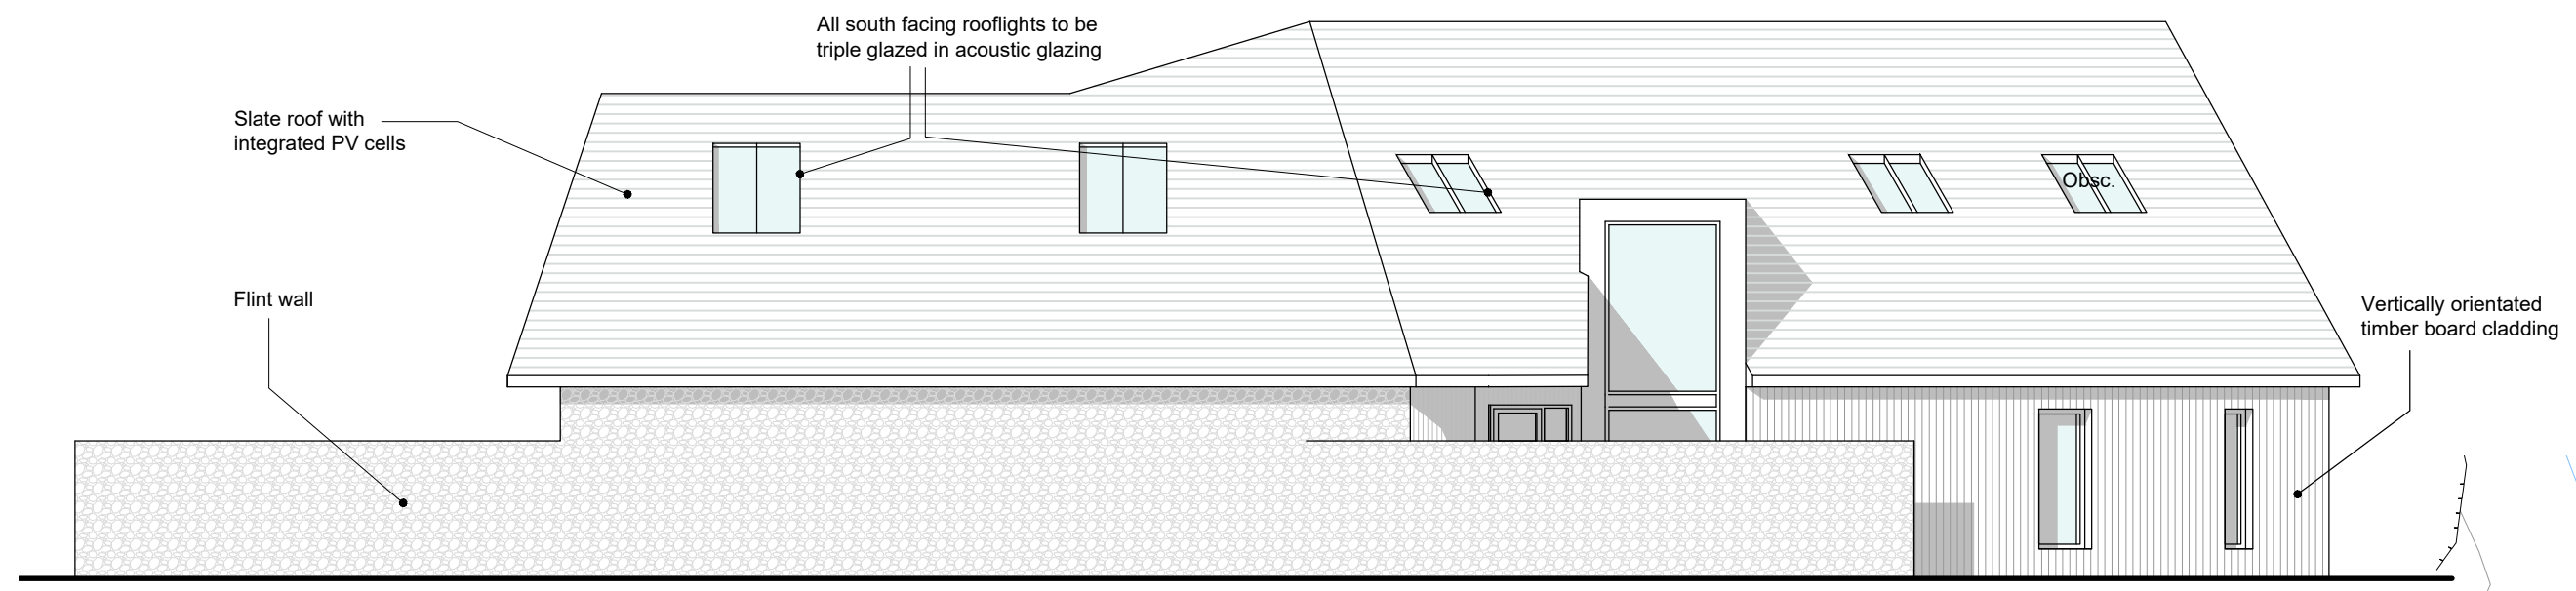 All south facing rooflights to be
triple glazed in acoustic glazing
Slate roof with
integrated PV cells
Obsc.
Flint wall
Vertically orientated
timber board cladding